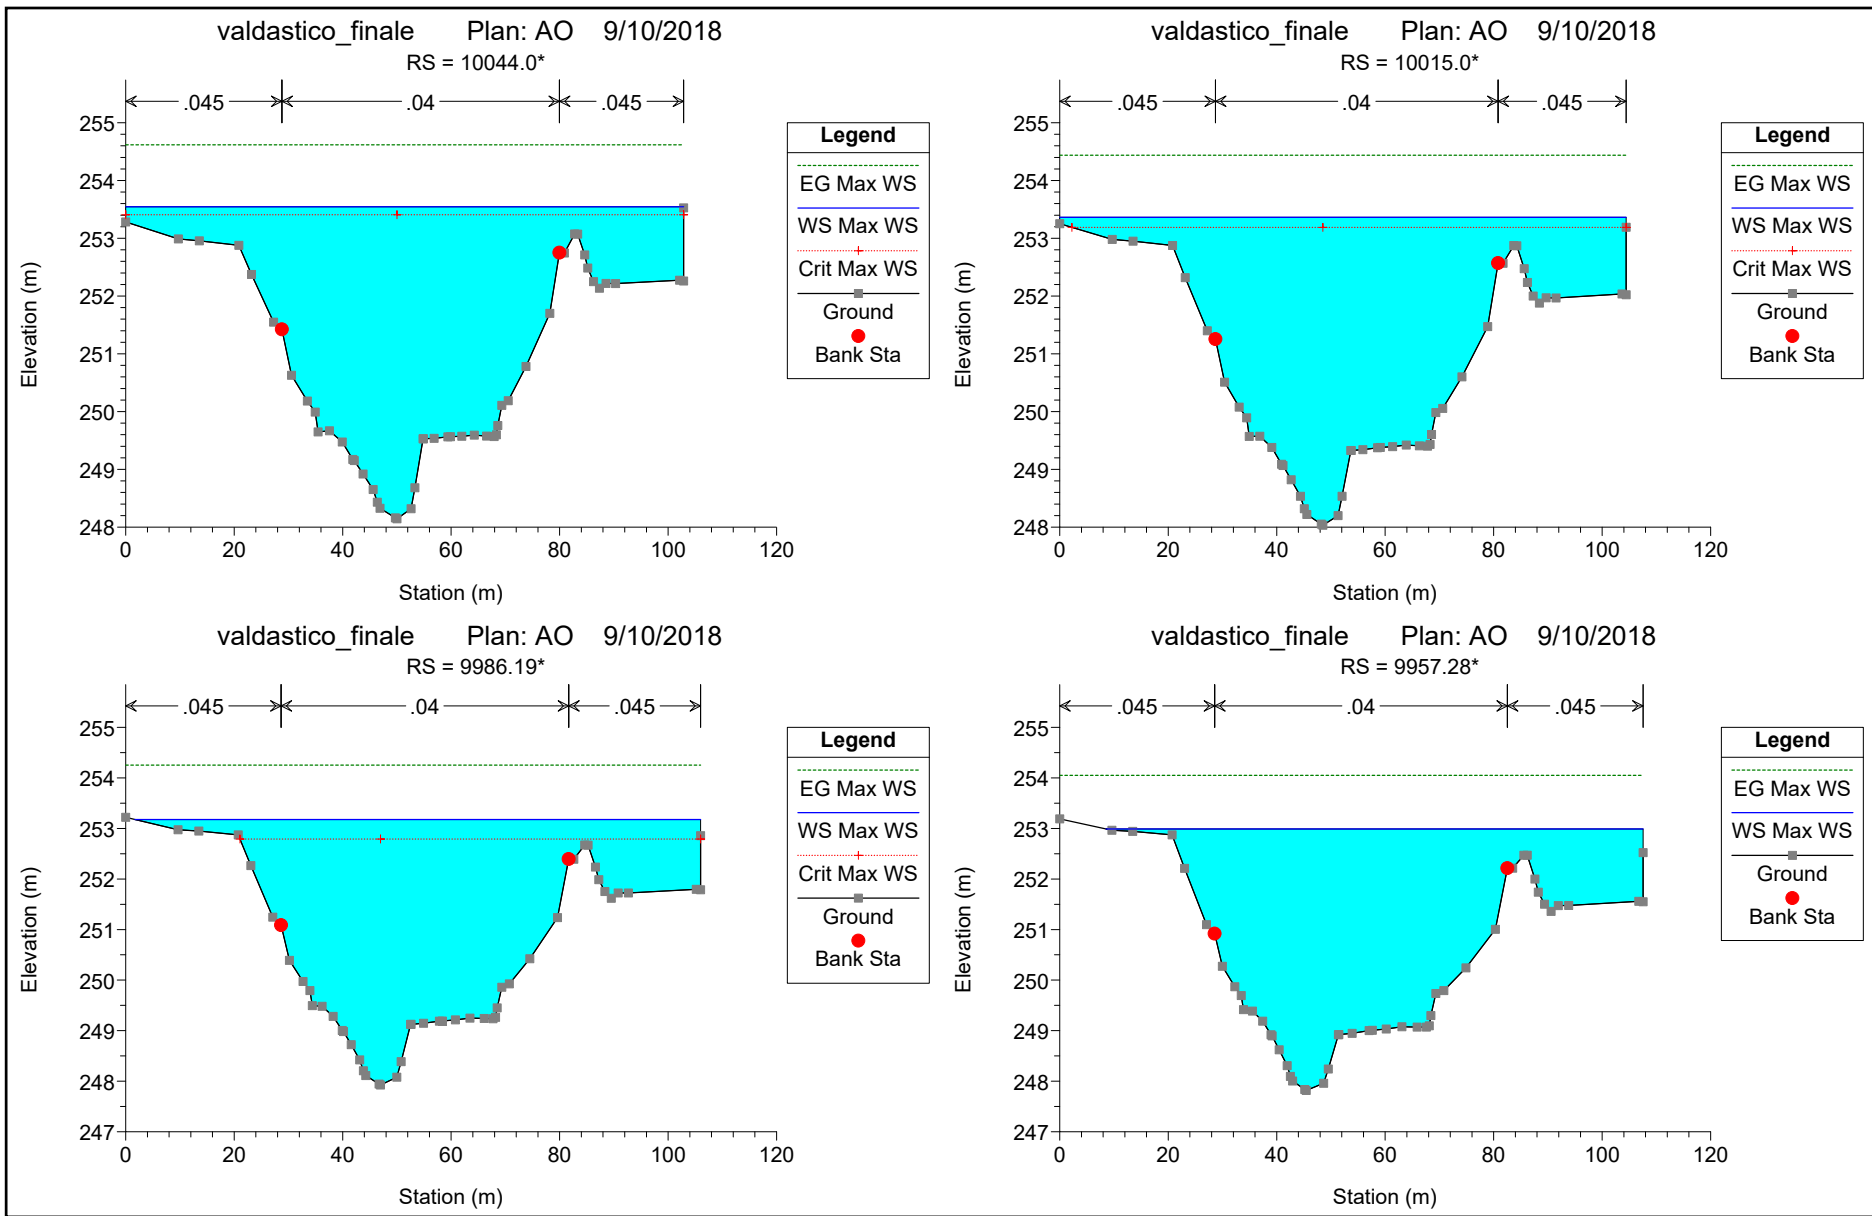 valdastico_finale Plan: AO 9/10/2018
RS = 10044.0*
.045 .04 .045
255
254
253
252
251
250
249
248
Elevation (m)
0 20 40 60 80 100 120
Station (m)
Legend
EG Max WS
WS Max WS
Crit Max WS
Ground
Bank Sta
valdastico_finale Plan: AO 9/10/2018
RS = 10015.0*
.045 .04 .045
255
254
253
252
251
250
249
248
Elevation (m)
0 20 40 60 80 100 120
Station (m)
Legend
EG Max WS
WS Max WS
Crit Max WS
Ground
Bank Sta
valdastico_finale Plan: AO 9/10/2018
RS = 9986.19*
.045 .04 .045
255
254
253
252
251
250
249
248
247
Elevation (m)
0 20 40 60 80 100 120
Station (m)
Legend
EG Max WS
WS Max WS
Crit Max WS
Ground
Bank Sta
valdastico_finale Plan: AO 9/10/2018
RS = 9957.28*
.045 .04 .045
255
254
253
252
251
250
249
248
247
Elevation (m)
0 20 40 60 80 100 120
Station (m)
Legend
EG Max WS
WS Max WS
Ground
Bank Sta